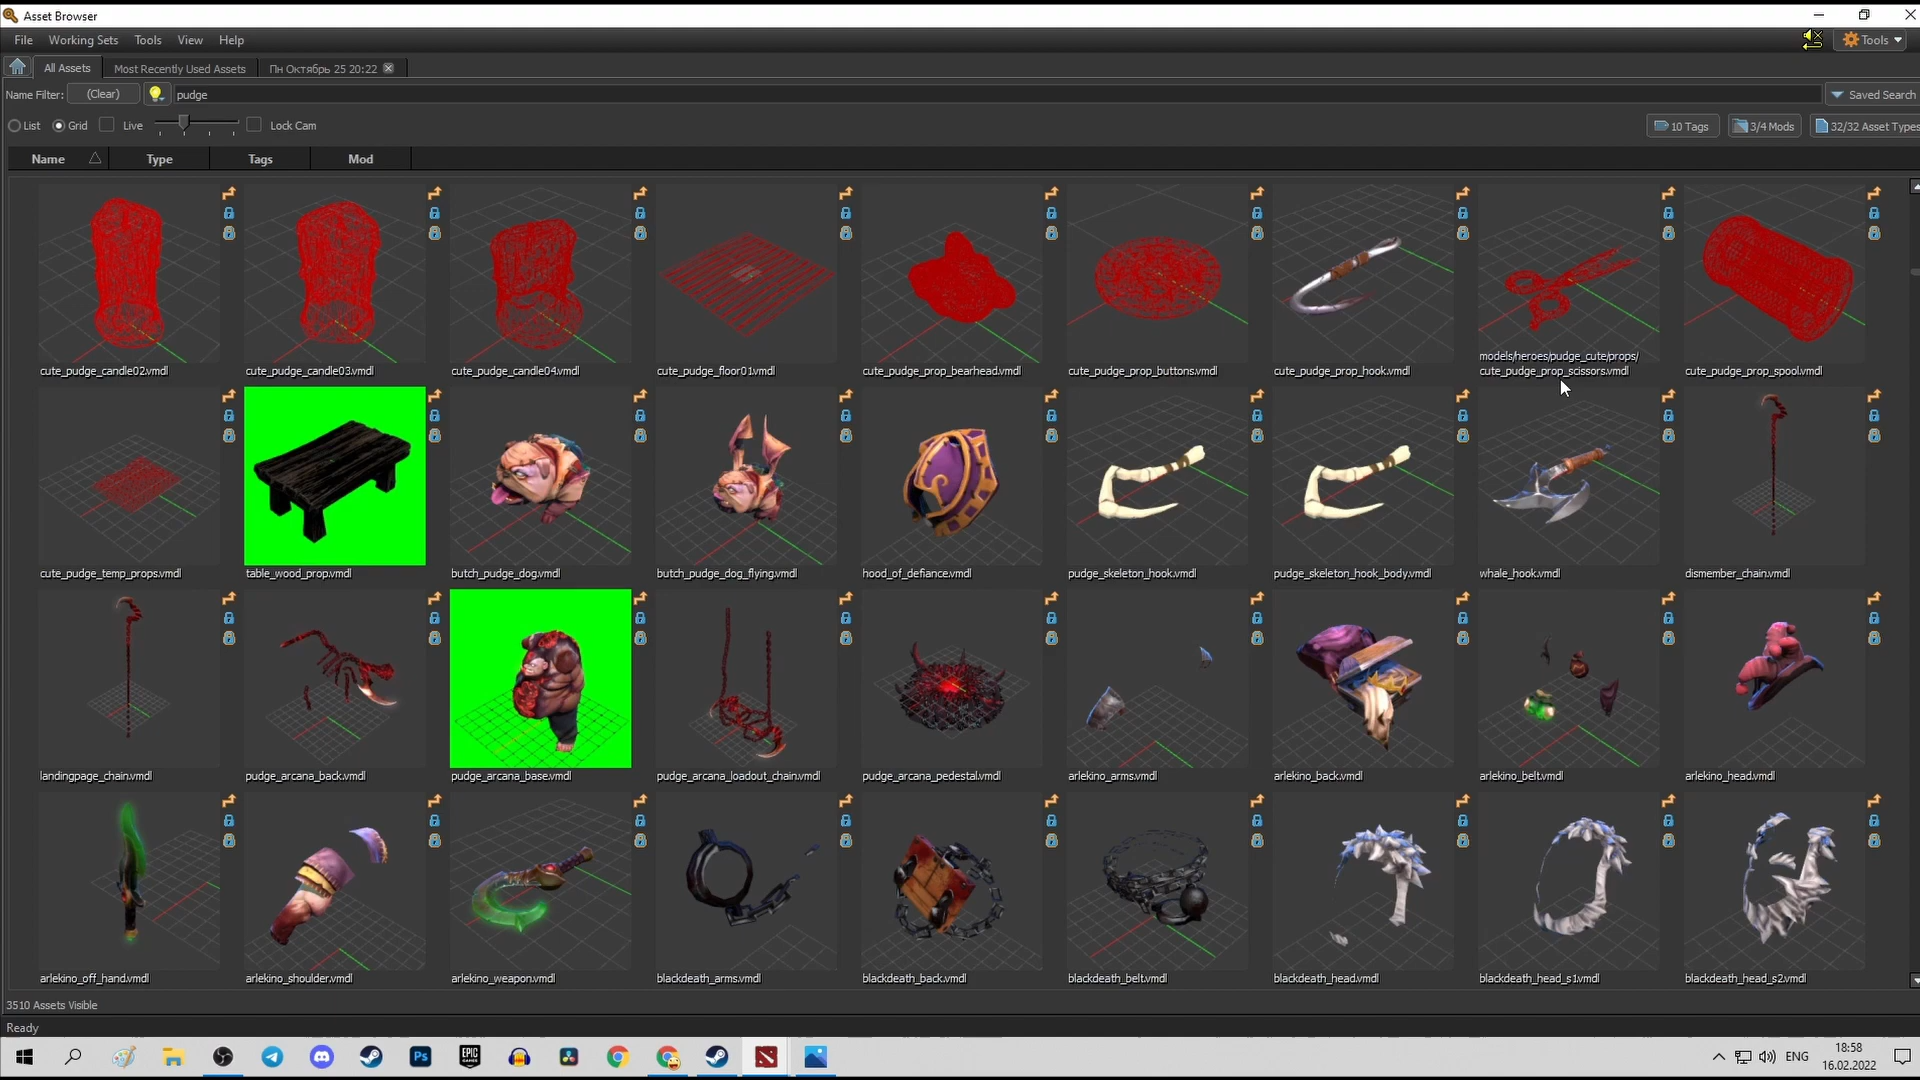 Asset Browser
File Working Sets Tools View Help
Tools
All Assets Most Recently Used Assets Пн Октябрь 25 20:22
Name Filter: (Clear) pudge Saved Search
List Grid Live Lock Cam 10 Tags 3/4 Mods 32/32 Asset Types
Name Type Tags Mod
models/heroes/pudge_cute/props/
cute_pudge_candle02.vmdl cute_pudge_candle03.vmdl cute_pudge_candle04.vmdl cute_pudge_floor01.vmdl cute_pudge_prop_bearhead.vmdl cute_pudge_prop_buttons.vmdl cute_pudge_prop_hook.vmdl cute_pudge_prop_scissors.vmdl cute_pudge_prop_spool.vmdl
cute_pudge_temp_props.vmdl table_wood_prop.vmdl butch_pudge_dog.vmdl butch_pudge_dog_flying.vmdl hood_of_defiance.vmdl pudge_skeleton_hook.vmdl pudge_skeleton_hook_body.vmdl whale_hook.vmdl dismember_chain.vmdl
landingpage_chain.vmdl pudge_arcana_back.vmdl pudge_arcana_base.vmdl pudge_arcana_loadout_chain.vmdl pudge_arcana_pedestal.vmdl arlekino_arms.vmdl arlekino_back.vmdl arlekino_belt.vmdl arlekino_head.vmdl
arlekino_off_hand.vmdl arlekino_shoulder.vmdl arlekino_weapon.vmdl blackdeath_arms.vmdl blackdeath_back.vmdl blackdeath_belt.vmdl blackdeath_head.vmdl blackdeath_head_s1.vmdl blackdeath_head_s2.vmdl
3510 Assets Visible
Ready
Ps EPIC GAMES ENG 18:58
16.02.2022